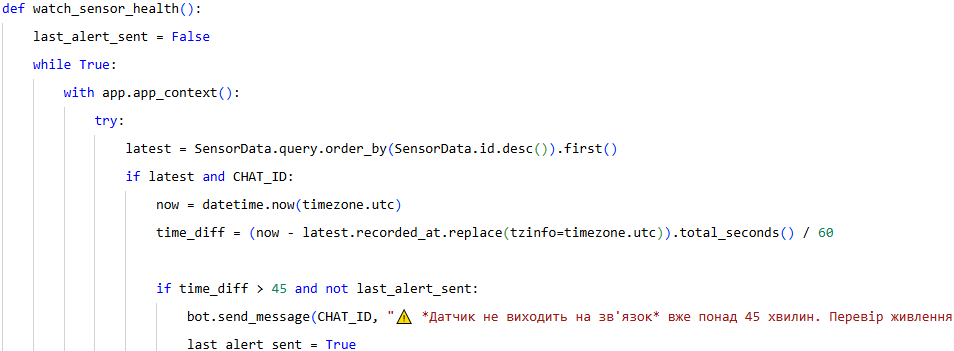 def watch_sensor_health():
last_alert_sent = False
while True:
with app.app_context():
try:
latest = SensorData.query.order_by(SensorData.id.desc()).first()
if latest and CHAT_ID:
now = datetime.now(timezone.utc)
time_diff = (now - latest.recorded_at.replace(tzinfo=timezone.utc)).total_seconds() / 60
if time_diff > 45 and not last_alert_sent:
bot.send_message(CHAT_ID, "⚠️ *Датчик не виходить на зв'язок* вже понад 45 хвилин. Перевір живлення
last_alert_sent = True